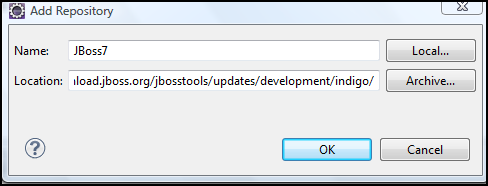 Add Repository
Name: JBoss7 Local...
Location: load.jboss.org/jbosstools/updates/development/indigo/ Archive...
? OK Cancel